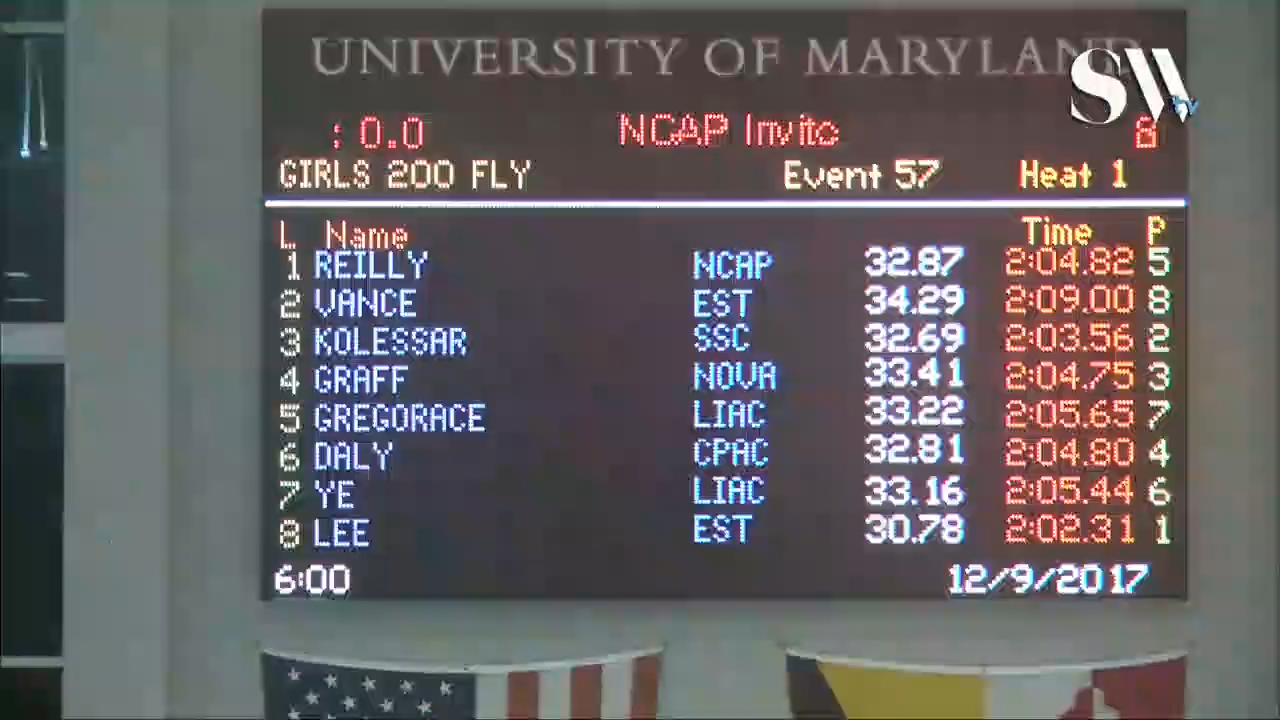 UNIVERSITY OF MARYLAND
SW
tv
: 0.0 NCAP Invite 8
GIRLS 200 FLY Event 57 Heat 1
L Name Time P
1 REILLY NCAP 32.87 2:04.82 5
2 VANCE EST 34.29 2:09.00 8
3 KOLESSAR SSC 32.69 2:03.56 2
4 GRAFF NOVA 33.41 2:04.75 3
5 GREGORACE LIAC 33.22 2:05.65 7
6 DALY CPAC 32.81 2:04.80 4
7 YE LIAC 33.16 2:05.44 6
8 LEE EST 30.78 2:02.31 1
6:00 12/9/2017